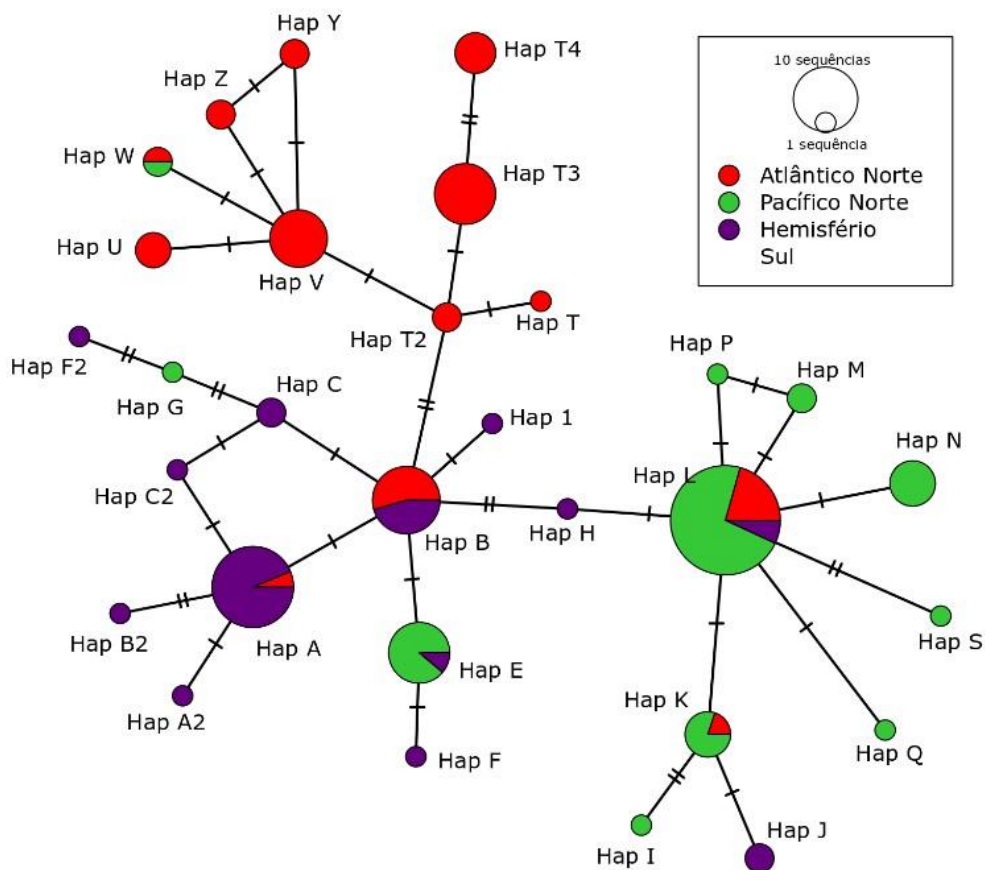 Hap Y
Hap T4
Hap Z
Hap W
Hap T3
Hap U
Hap V
Hap T
Hap T2
10 sequências
1 sequência
Atlântico Norte
Pacífico Norte
Hemisfério
Sul
Hap F2
Hap G
Hap C
Hap 1
Hap C2
Hap B
Hap H
Hap P
Hap M
Hap N
Hap L
Hap B2
Hap A
Hap E
Hap S
Hap A2
Hap F
Hap K
Hap Q
Hap I
Hap J